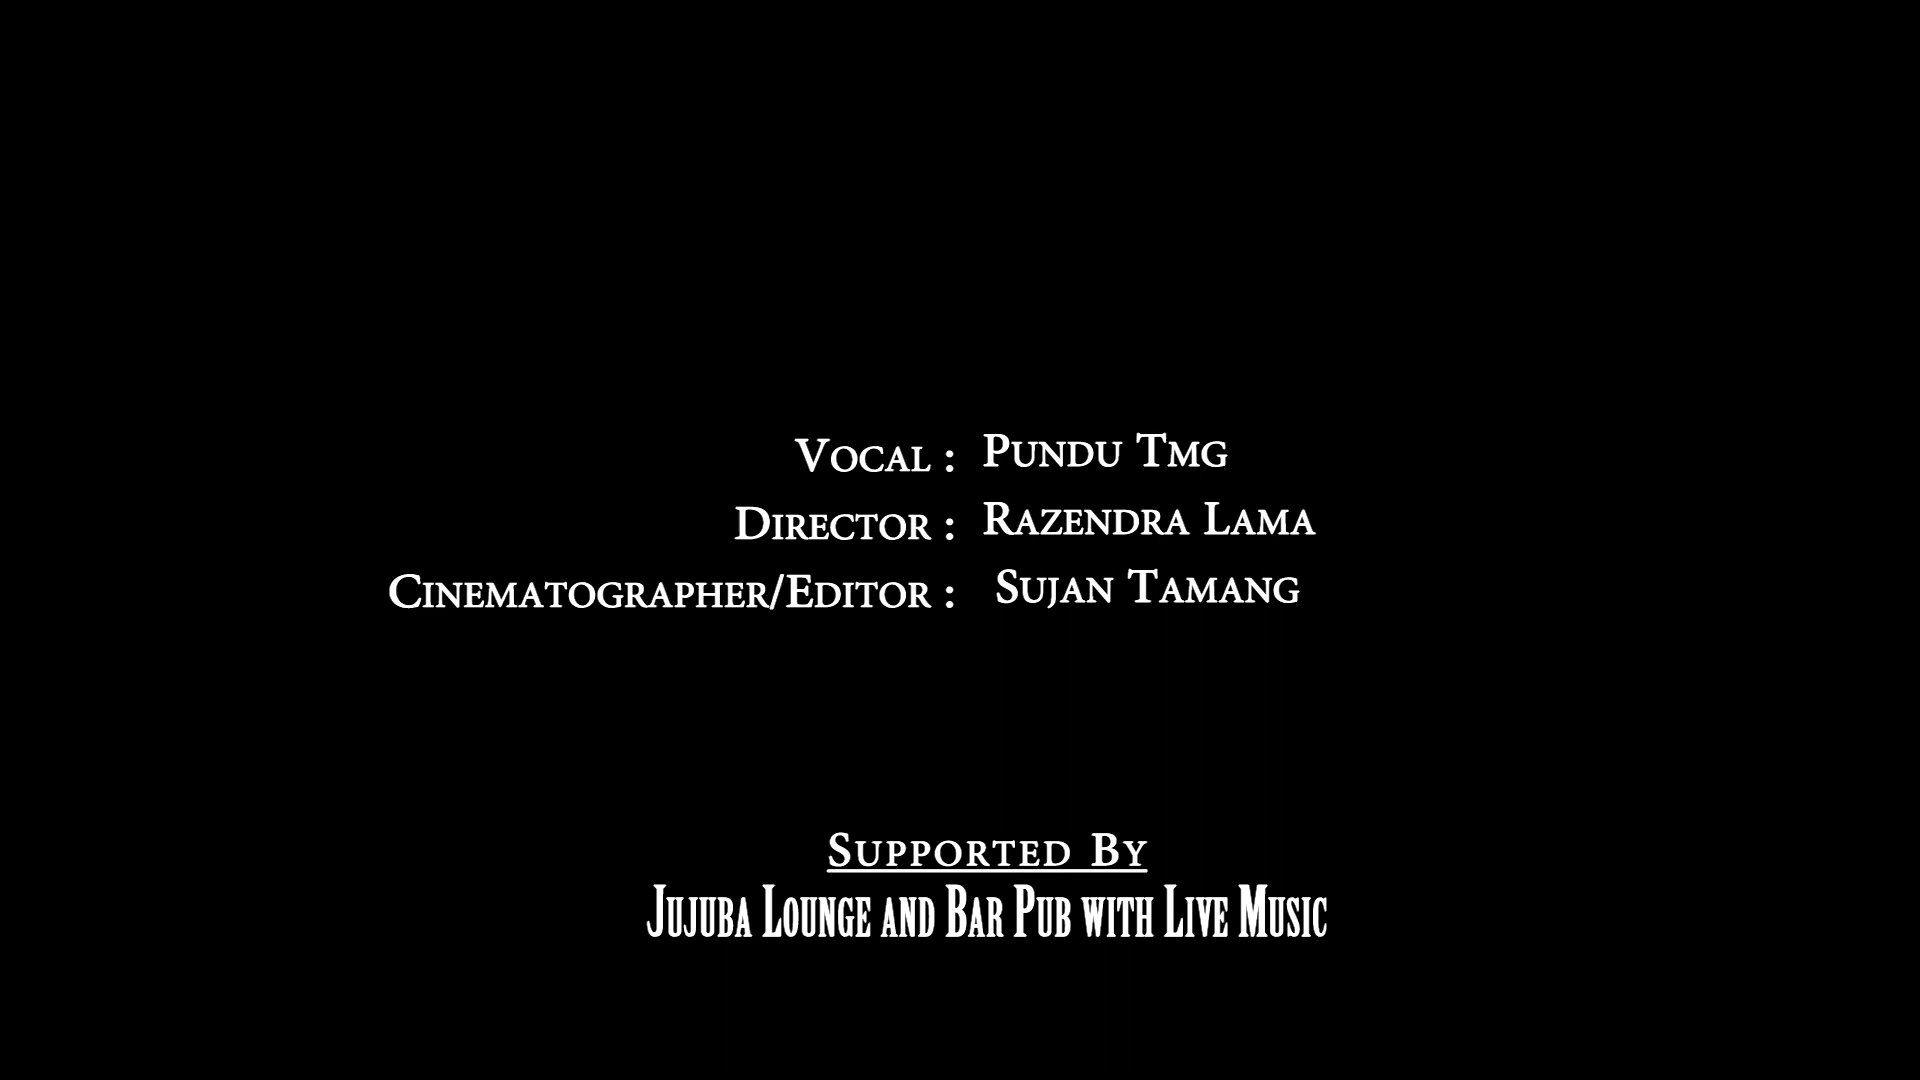 Vocal : Pundu Tmg
Director : Razendra Lama
Cinematographer/Editor : Sujan Tamang
Supported By
Jujuba Lounge and Bar Pub with Live Music